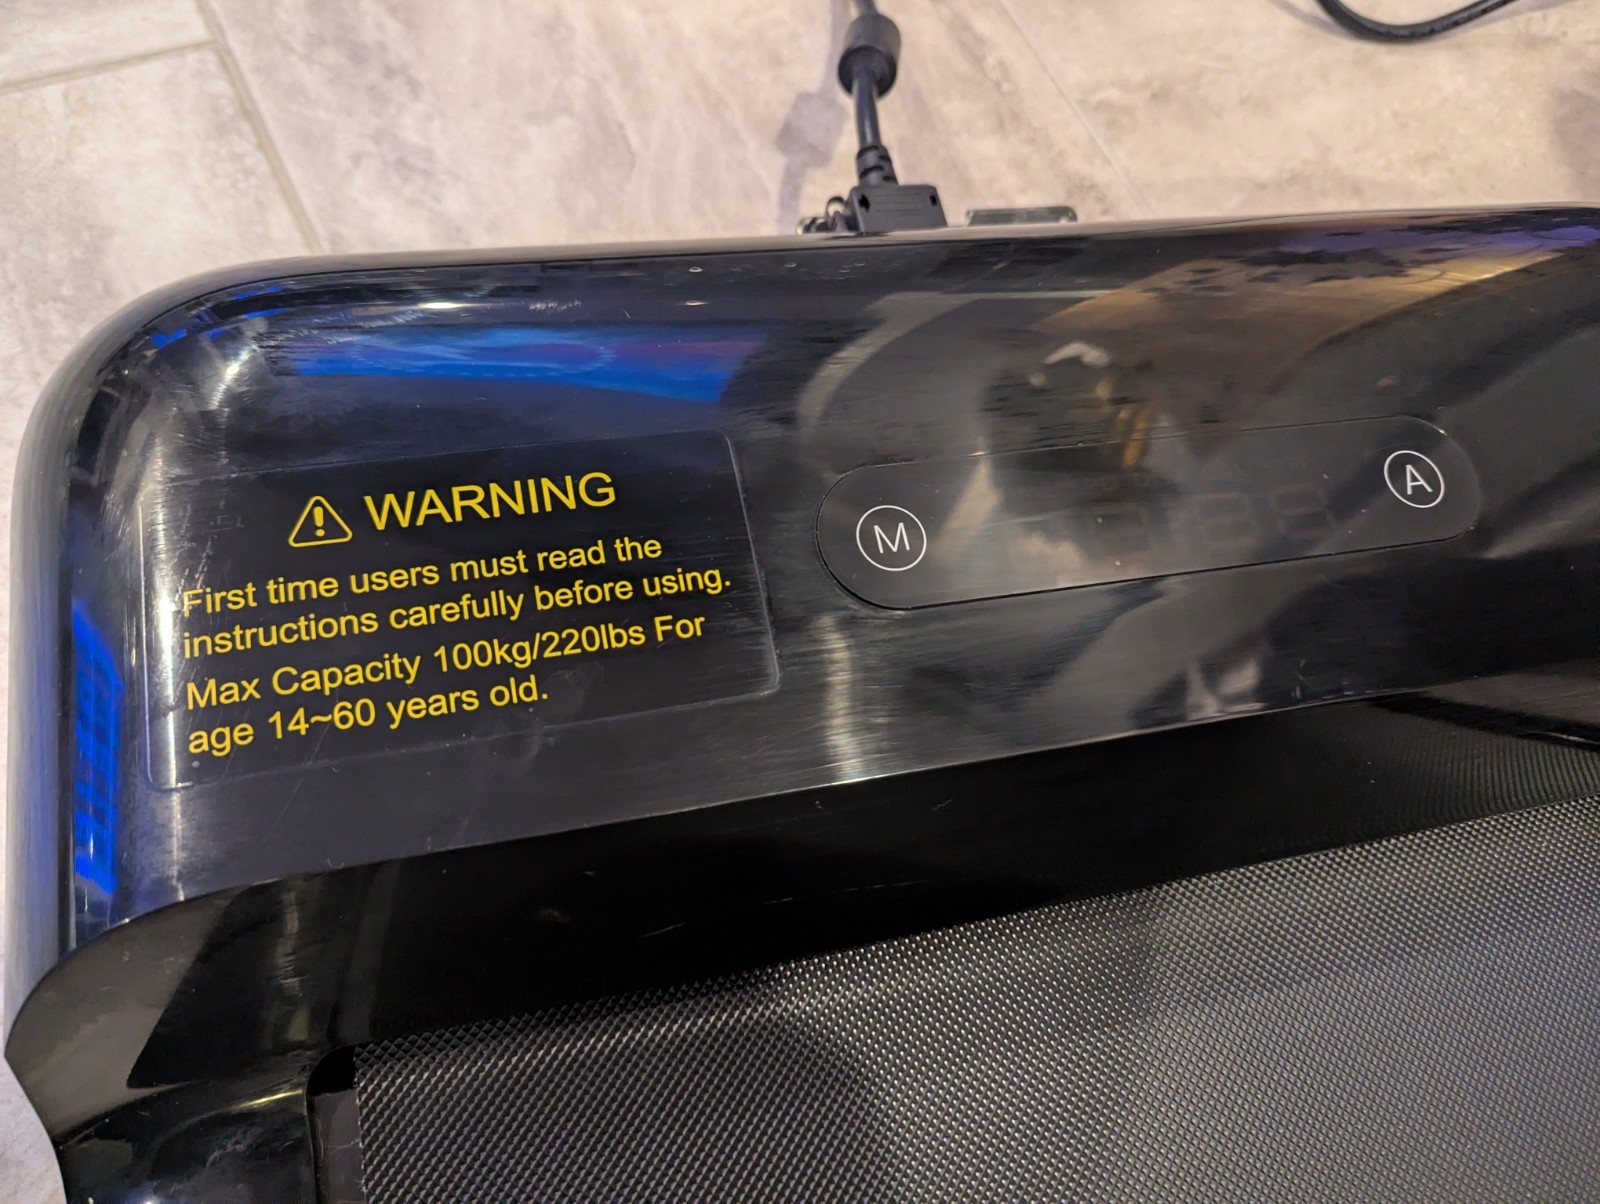 WARNING
First time users must read the
instructions carefully before using.
Max Capacity 100kg/220lbs For
age 14~60 years old.
M
A